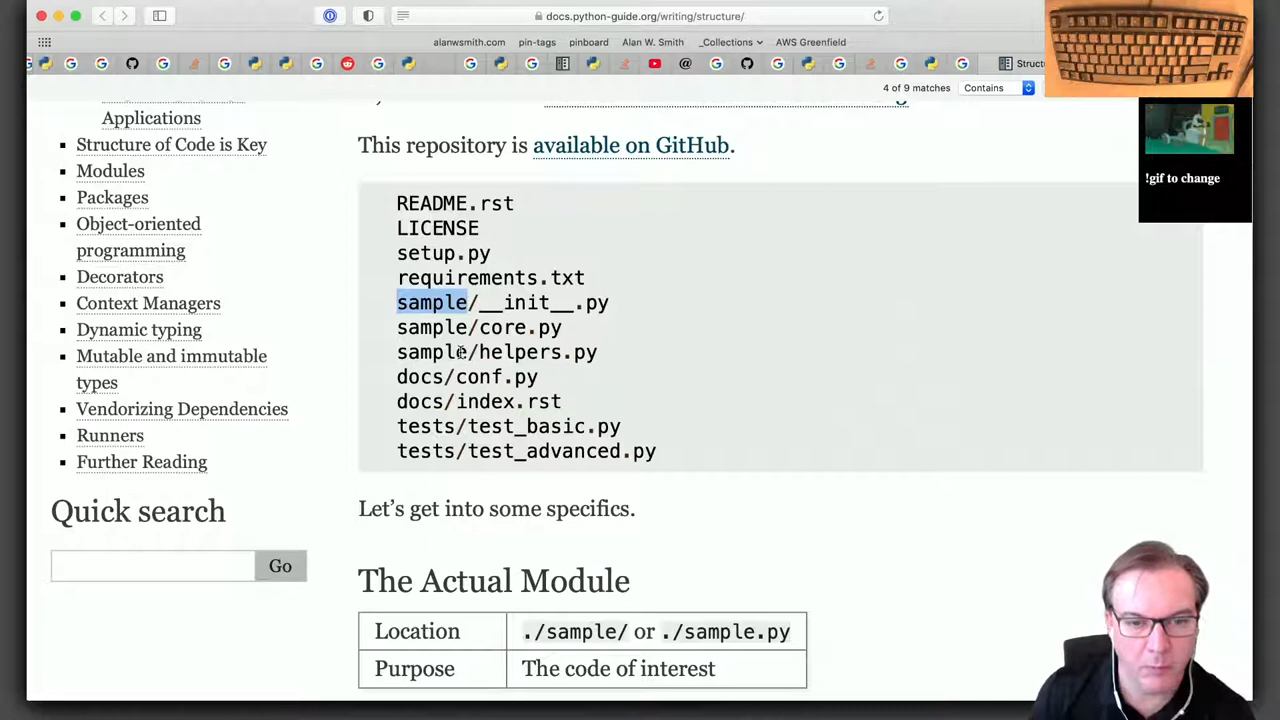 docs.python-guide.org/writing/structure/
alanwsmith.com pin-tags pinboard Alan W. Smith _Collections AWS Greenfield
Struct
4 of 9 matches Contains
!gif to change
Applications
Structure of Code is Key
Modules
Packages
Object-oriented
programming
Decorators
Context Managers
Dynamic typing
Mutable and immutable
types
Vendorizing Dependencies
Runners
Further Reading
Quick search
Go
This repository is available on GitHub.
README.rst
LICENSE
setup.py
requirements.txt
sample/__init__.py
sample/core.py
sample/helpers.py
docs/conf.py
docs/index.rst
tests/test_basic.py
tests/test_advanced.py
Let’s get into some specifics.
The Actual Module
Location ./sample/ or ./sample.py
Purpose The code of interest